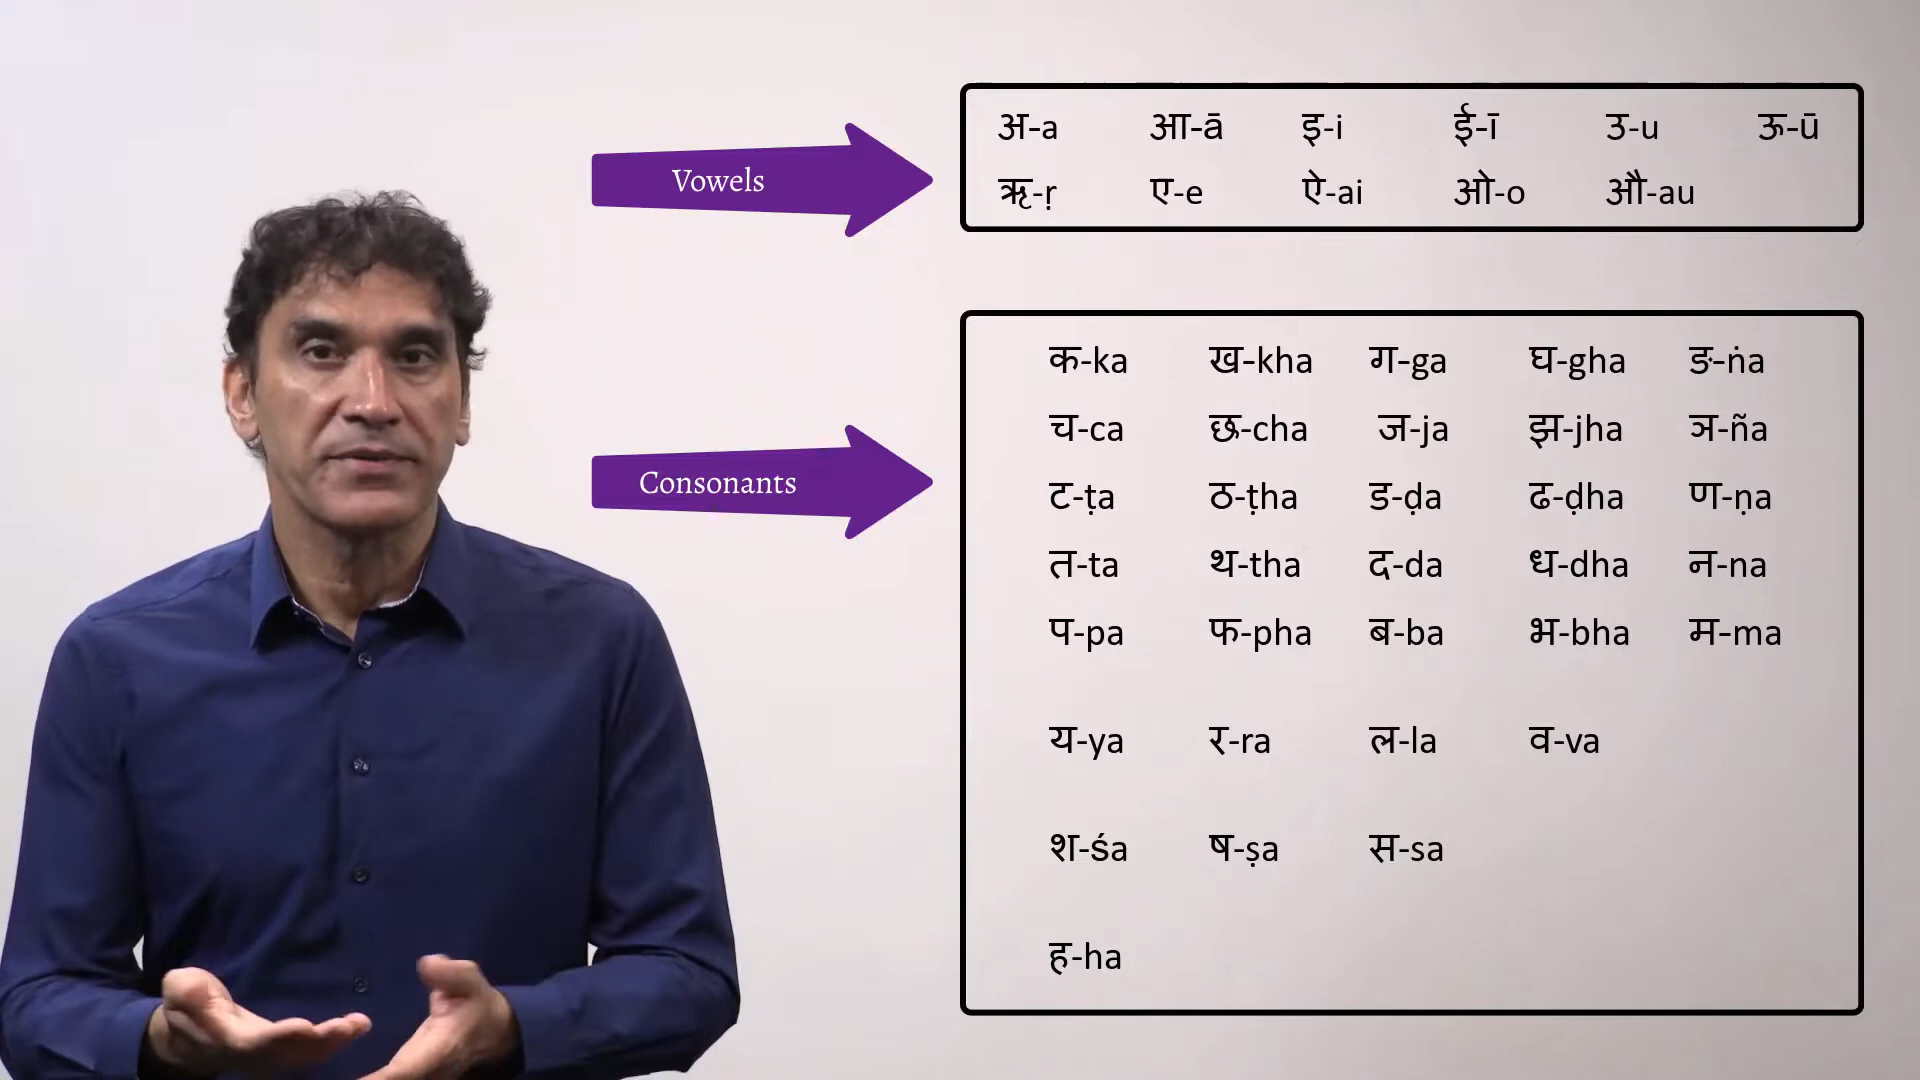 Vowels
अ-a आ-ā इ-i ई-ī उ-u ऊ-ū
ऋ-ṛ ए-e ऐ-ai ओ-o औ-au
Consonants
क-ka ख-kha ग-ga घ-gha ङ-ṅa
च-ca छ-cha ज-ja झ-jha ञ-ña
ट-ṭa ठ-ṭha ड-ḍa ढ-ḍha ण-ṇa
त-ta थ-tha द-da ध-dha न-na
प-pa फ-pha ब-ba भ-bha म-ma
य-ya र-ra ल-la व-va
श-śa ष-ṣa स-sa
ह-ha